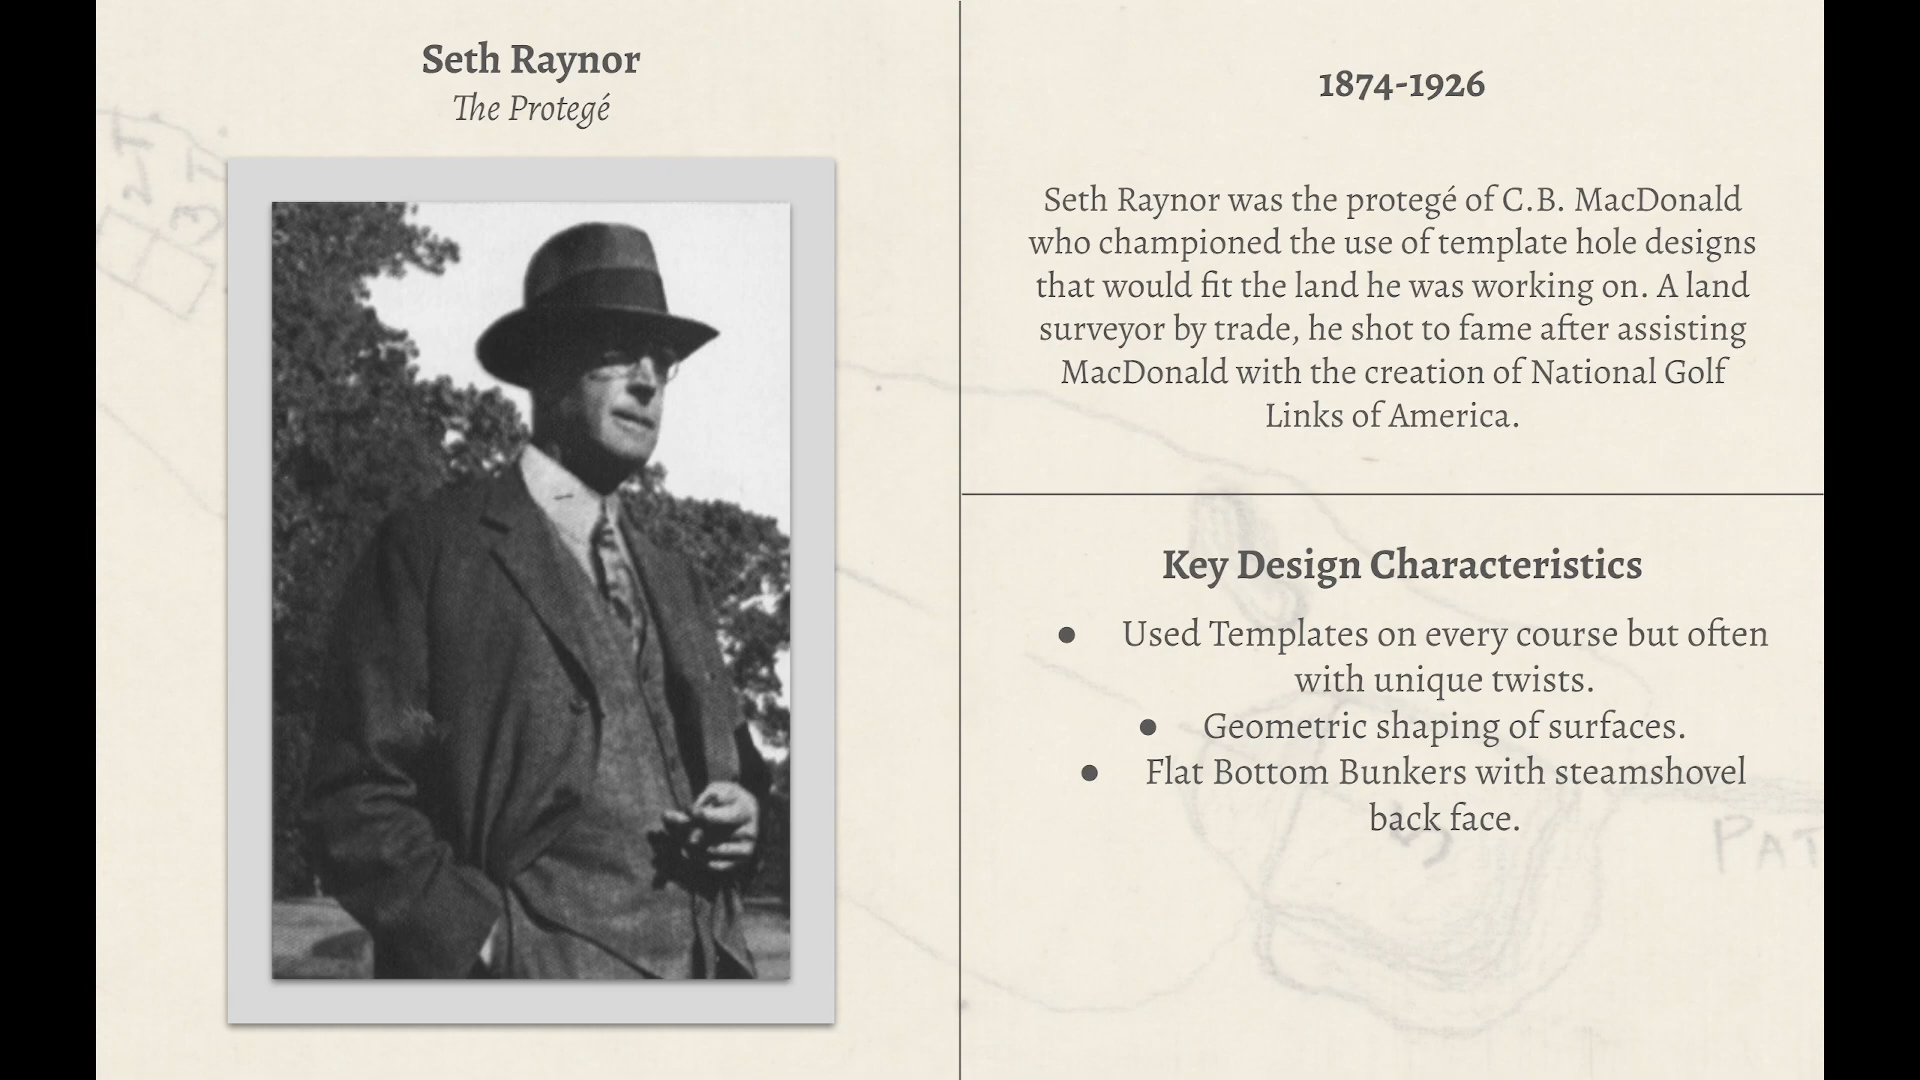 Seth Raynor
The Protegé
1874-1926
Seth Raynor was the protegé of C.B. MacDonald
who championed the use of template hole designs
that would fit the land he was working on. A land
surveyor by trade, he shot to fame after assisting
MacDonald with the creation of National Golf
Links of America.
Key Design Characteristics
● Used Templates on every course but often
with unique twists.
● Geometric shaping of surfaces.
● Flat Bottom Bunkers with steamshovel
back face.
2-T.
3 T.
PAT